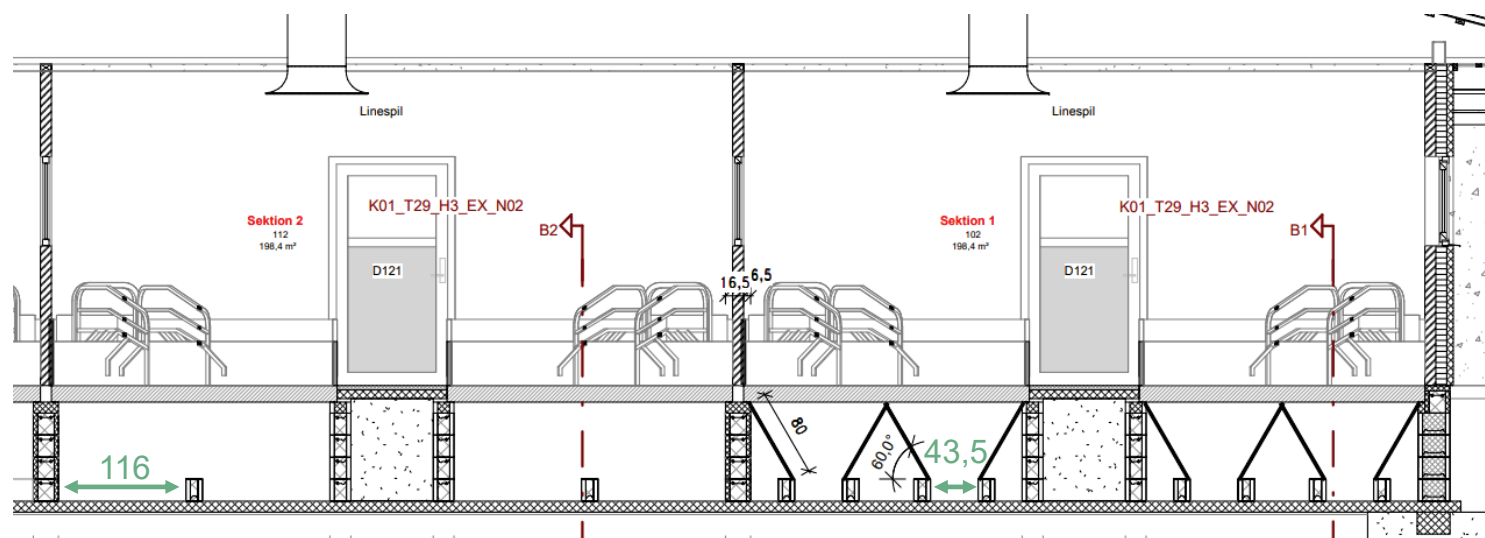 Linespil
Linespil
K01_T29_H3_EX_N02
K01_T29_H3_EX_N02
Sektion 2
112
198,4 m²
B2
Sektion 1
102
198,4 m²
B1
D121
D121
16,5
6,5
80
60,0°
116
43,5